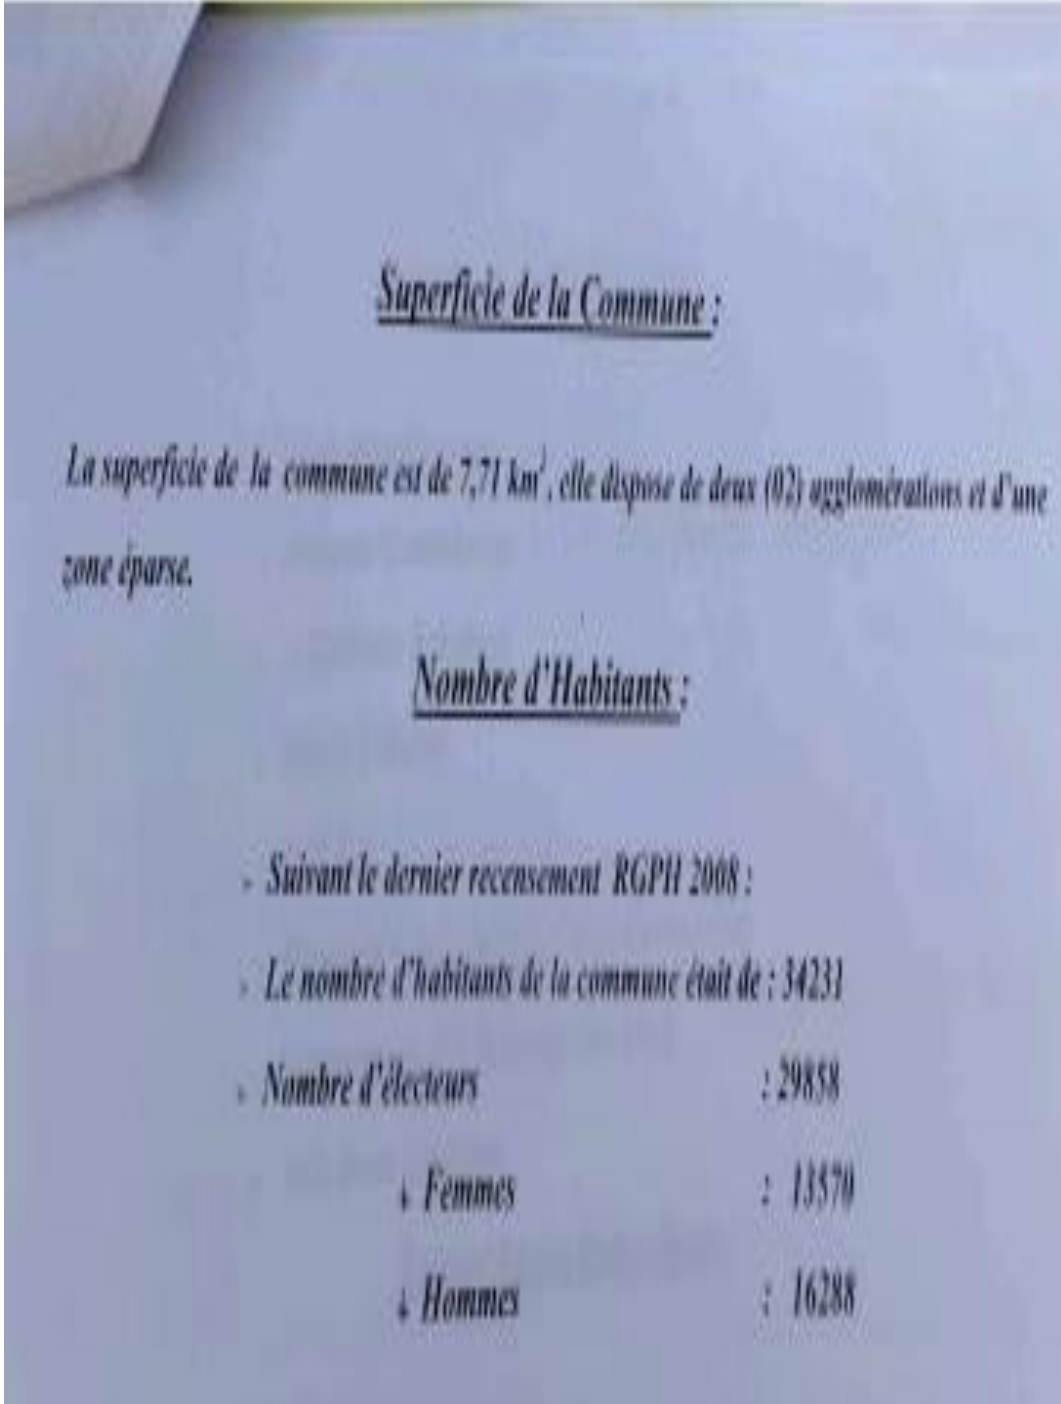 Superficie de la Commune :
La superficie de la commune est de 7,71 km², elle dispose de deux (02) agglomérations et d'une
zone éparse.
Nombre d'Habitants :
Suivant le dernier recensement RGPH 2008 :
Le nombre d'habitants de la commune était de : 34231
Nombre d'électeurs : 29858
Femmes : 13570
Hommes : 16288